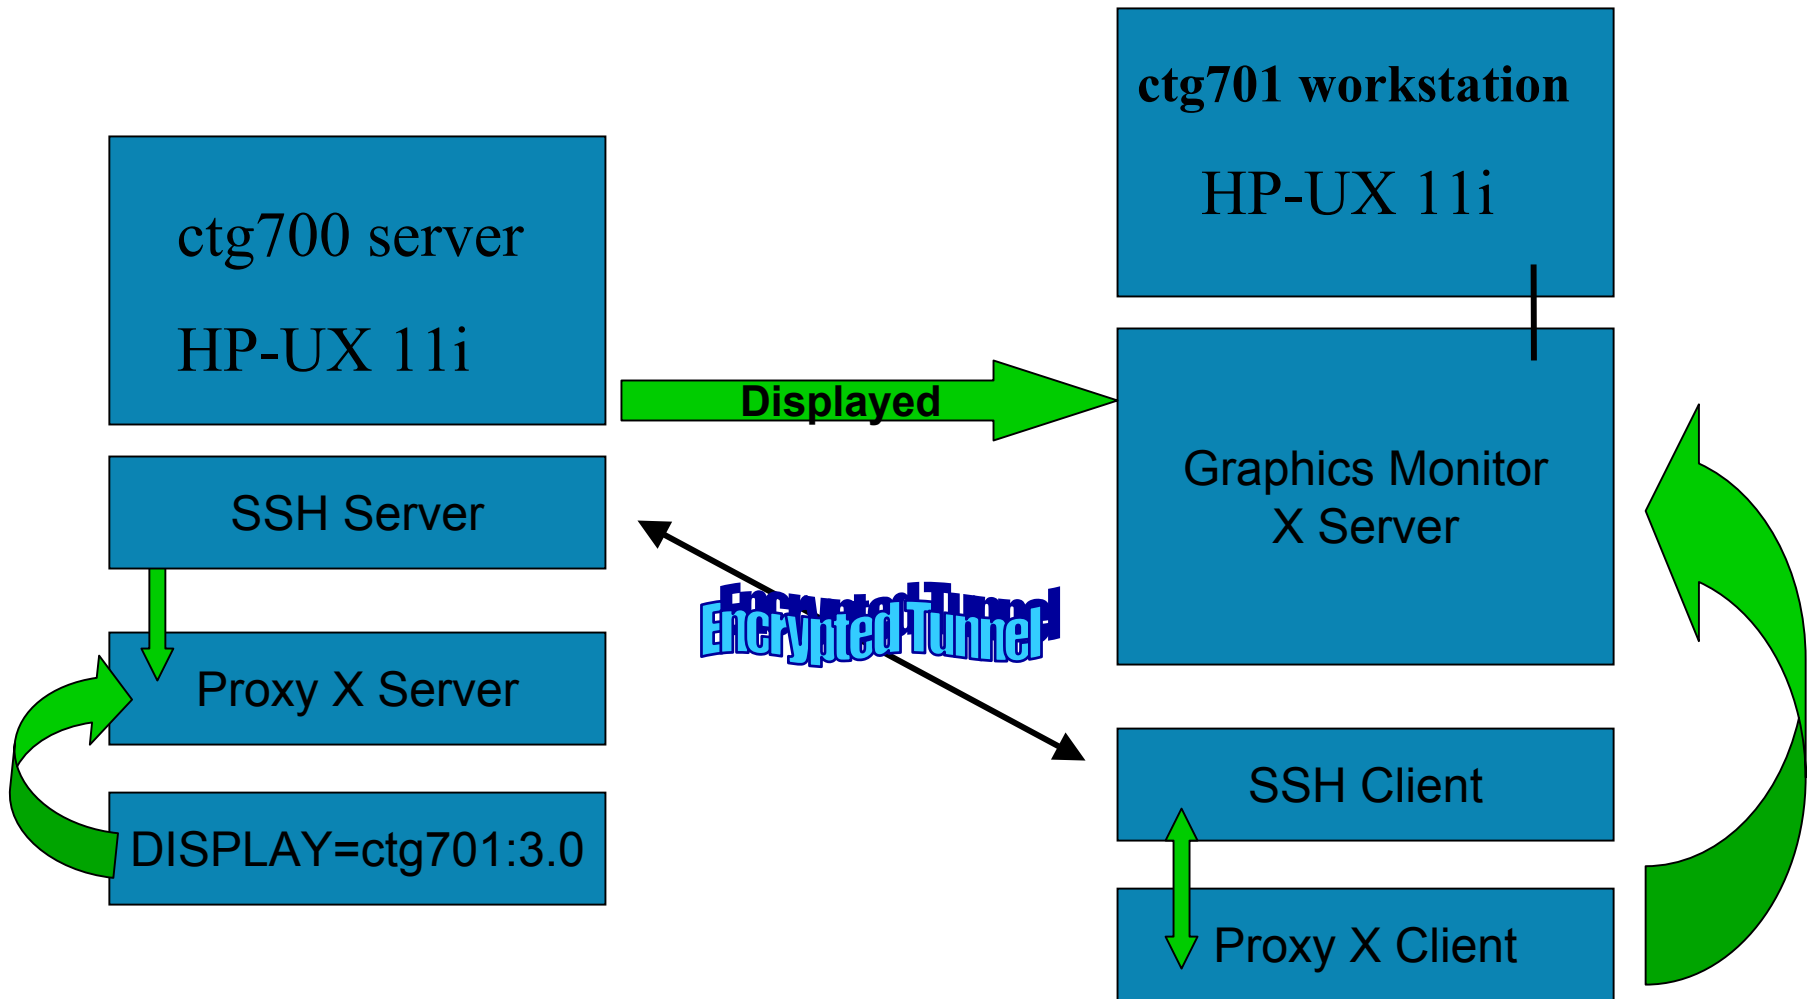 ctg701 workstation
HP-UX 11i
ctg700 server
HP-UX 11i
Displayed
Graphics Monitor
X Server
SSH Server
Encrypted Tunnel
Proxy X Server
SSH Client
DISPLAY=ctg701:3.0
Proxy X Client